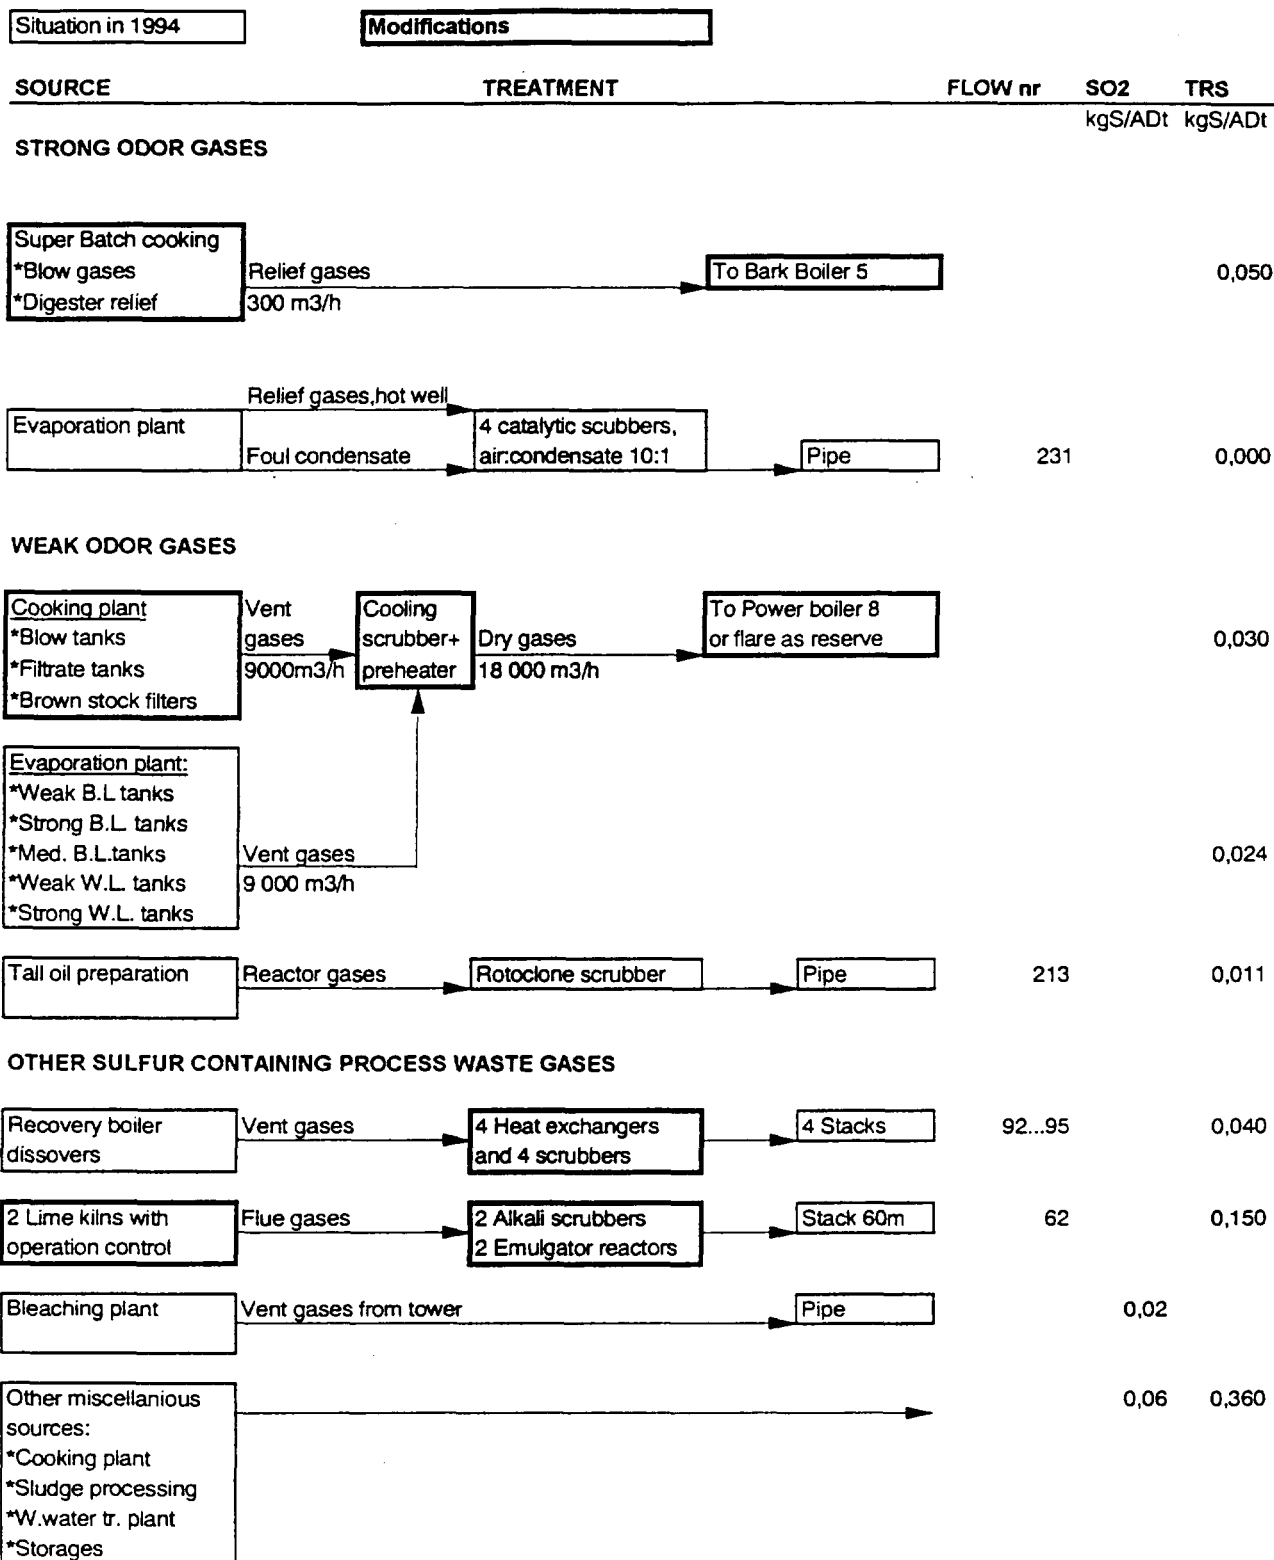 Situation in 1994
Modifications
SOURCE TREATMENT FLOW nr SO2 TRS
kgS/ADt kgS/ADt
STRONG ODOR GASES
Super Batch cooking
*Blow gases Relief gases To Bark Boiler 5 0,050
*Digester relief 300 m3/h
Relief gases,hot well
Evaporation plant 4 catalytic scubbers,
Foul condensate air:condensate 10:1 Pipe 231 0,000
WEAK ODOR GASES
Cooking plant Vent Cooling To Power boiler 8
*Blow tanks gases scrubber+ Dry gases or flare as reserve 0,030
*Filtrate tanks 9000m3/h preheater 18 000 m3/h
*Brown stock filters
Evaporation plant:
*Weak B.L tanks
*Strong B.L. tanks
*Med. B.L.tanks Vent gases 0,024
*Weak W.L. tanks 9 000 m3/h
*Strong W.L. tanks
Tall oil preparation Reactor gases Rotoclone scrubber Pipe 213 0,011
OTHER SULFUR CONTAINING PROCESS WASTE GASES
Recovery boiler Vent gases 4 Heat exchangers 4 Stacks 92...95 0,040
dissovers and 4 scrubbers
2 Lime kilns with Flue gases 2 Alkali scrubbers Stack 60m 62 0,150
operation control 2 Emulgator reactors
Bleaching plant Vent gases from tower Pipe 0,02
Other miscellanious 0,06 0,360
sources:
*Cooking plant
*Sludge processing
*W.water tr. plant
*Storages